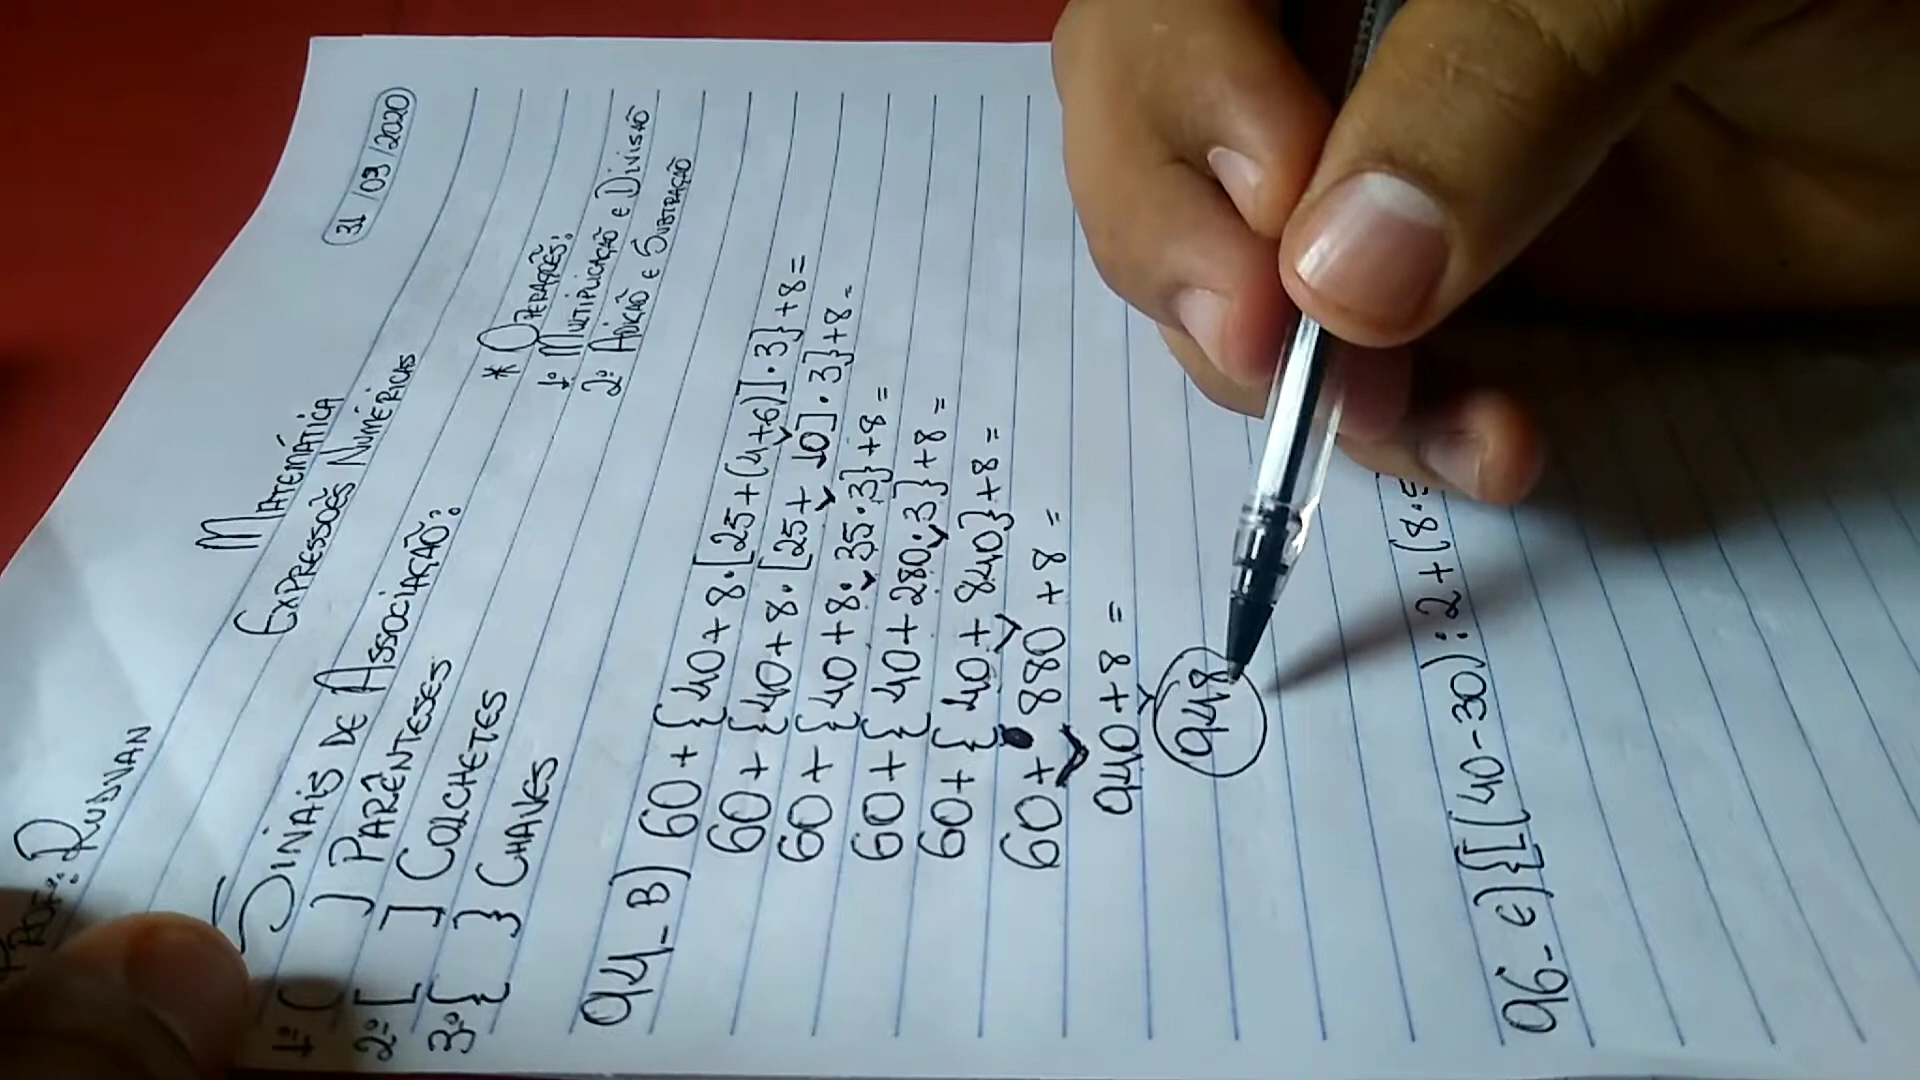 Prof: Rudvan
31/03/2020
Matemática
Expressões Numéricas
Sinais de Associação:
1º ( ) Parênteses
2º [ ] Colchetes
3º { } Chaves
* Operações:
1º Multiplicação e Divisão
2º Adição e Subtração
94_B) 60+{40+8·[25+(4+6)]·3}+8=
60+{40+8·[25+10]·3}+8=
60+{40+8·35·3}+8=
60+{40+280·3}+8=
60+{40+840}+8=
60+880+8=
940+8=
948
96-e){[(40-30):2+(8·5